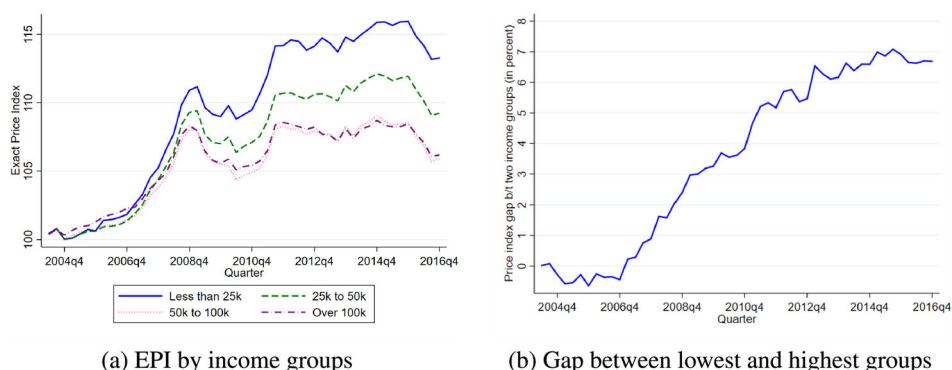 Exact Price Index
115
110
105
100
2004q4 2006q4 2008q4 2010q4 2012q4 2014q4 2016q4
Quarter
Less than 25k 25k to 50k
50k to 100k Over 100k
(a) EPI by income groups
Price index gap b/t two income groups (in percent)
8
7
6
5
4
3
2
1
0
-1
2004q4 2006q4 2008q4 2010q4 2012q4 2014q4 2016q4
Quarter
(b) Gap between lowest and highest groups